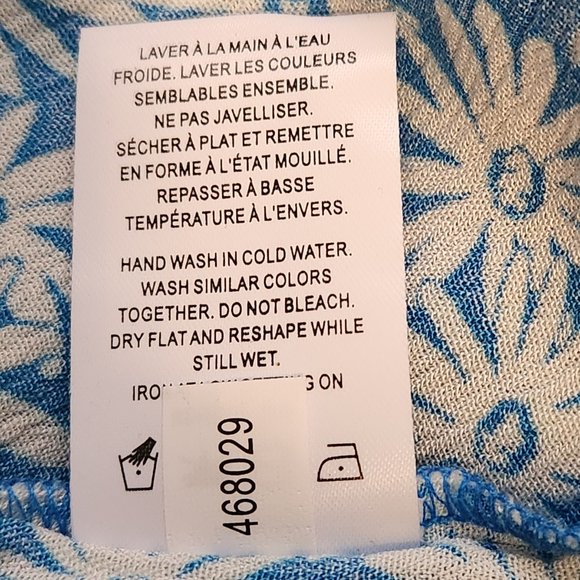 LAVER À LA MAIN À L'EAU
FROIDE. LAVER LES COULEURS
SEMBLABLES ENSEMBLE.
NE PAS JAVELLISER.
SÉCHER À PLAT ET REMETTRE
EN FORME À L'ÉTAT MOUILLÉ.
REPASSER À BASSE
TEMPÉRATURE À L'ENVERS.
HAND WASH IN COLD WATER.
WASH SIMILAR COLORS
TOGETHER. DO NOT BLEACH.
DRY FLAT AND RESHAPE WHILE
STILL WET.
ON
468029